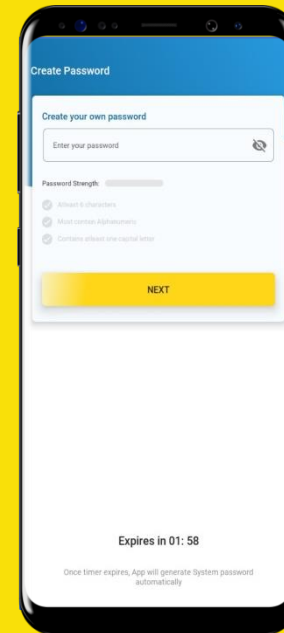 Create Password
Create your own password
Enter your password
Password Strength:
Atleast 6 characters
Must contain Alphanumeric
Contains atleast one capital letter
NEXT
Expires in 01: 58
Once timer expires, App will generate System password
automatically